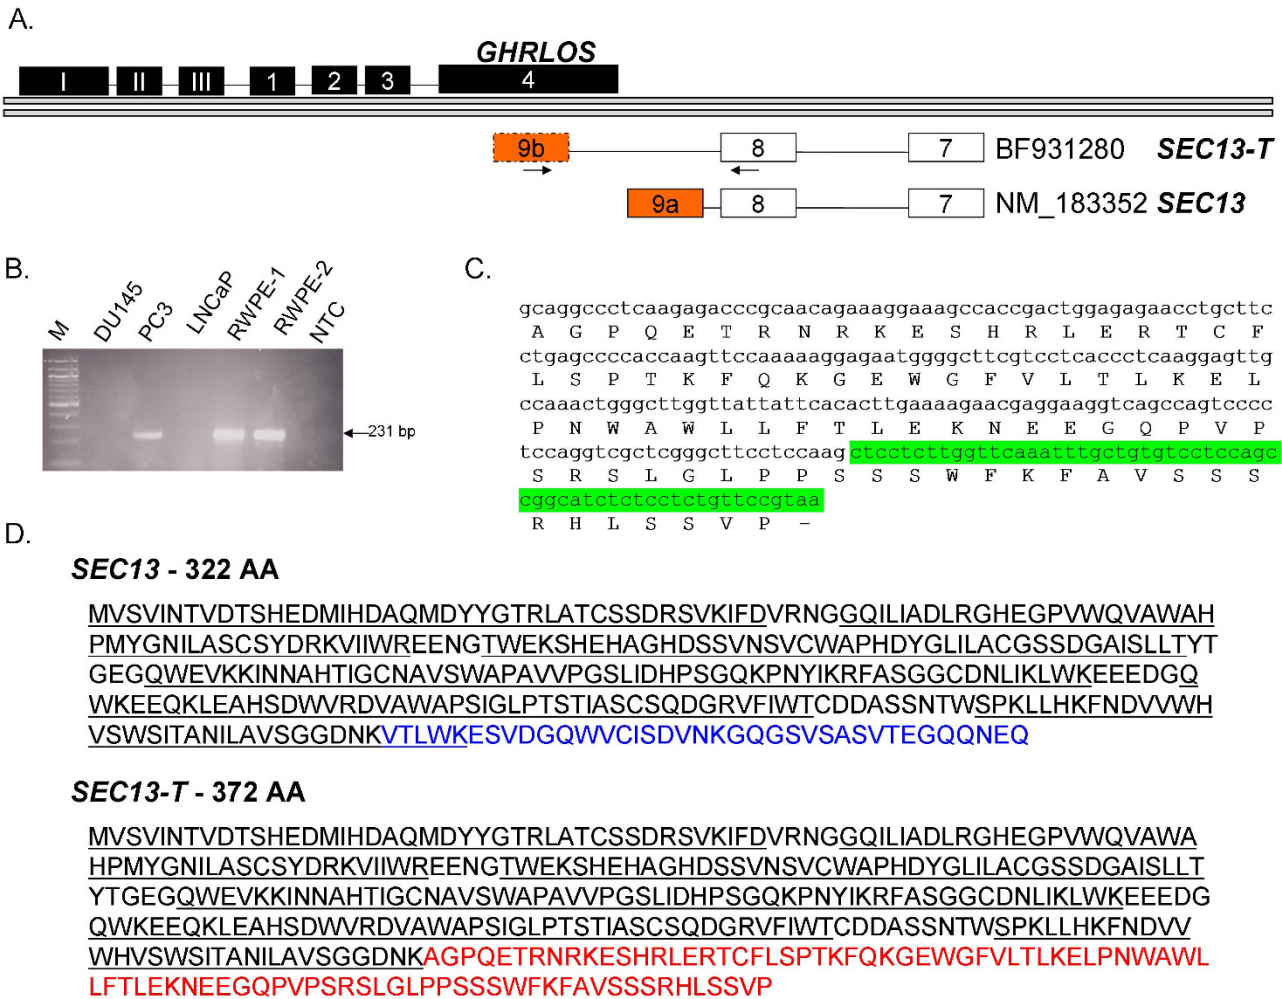 A.
GHRLOS
I II III 1 2 3 4
9b 8 7 BF931280 SEC13-T
9a 8 7 NM_183352 SEC13
B.
M DU145 PC3 LNCaP RWPE-1 RWPE-2 NTC
231 bp
C.
gcaggccctcaagagacccgcaacagaaaggaaagccaccgactggagagaacctgcttc
A G P Q E T R N R K E S H R L E R T C F
ctgagccccaccaagttccaaaaaggagaatggggcttcgtcctcaccctcaaggagttg
L S P T K F Q K G E W G F V L T L K E L
ccaaactgggcttggttattattcacacttgaaaagaacgaggaaggtcagccagtcccc
P N W A W L L F T L E K N E E G Q P V P
tccaggtcgctcgggcttcctccaagctcctcttggttcaaatttgctgtgtcctccagc
S R S L G L P P S S S W F K F A V S S S
cggcatctctcctctgttccgtaa
R H L S S V P -
D.
SEC13 - 322 AA
MVSVINTVDTSHEDMIHDAQMDYYGTRLATCSSDRSVKIFDVRNGGQILIADLRGHEGPVWQVAWAH
PMYGNILASCSYDRKVIIWREENGTWEKSHEHAGHDSSVNSVCWAPHDYGLILACGSSDGAISLLTYT
GEGQWEVKKINNAHTIGCNAVSWAPAVVPGSLIDHPSGQKPNYIKRFASGGCDNLIKLWKEEEDGQ
WKEEQKLEAHSDWVRDVAWAPSIGLPTSTIASCSQDGRVFIWTCDDASSNTWSPKLLHKFNDVVWH
VSWSITANILAVSGGDNKVTLWKESVDGQWVCISDVNKGQGSVSASVTEGQQNEQ
SEC13-T - 372 AA
MVSVINTVDTSHEDMIHDAQMDYYGTRLATCSSDRSVKIFDVRNGGQILIADLRGHEGPVWQVAWA
HPMYGNILASCSYDRKVIIWREENGTWEKSHEHAGHDSSVNSVCWAPHDYGLILACGSSDGAISLLT
YTGEGQWEVKKINNAHTIGCNAVSWAPAVVPGSLIDHPSGQKPNYIKRFASGGCDNLIKLWKEEEDG
QWKEEQKLEAHSDWVRDVAWAPSIGLPTSTIASCSQDGRVFIWTCDDASSNTWSPKLLHKFNDVV
WHVSWSITANILAVSGGDNKAGPQETRNRKESHRLERTCFLSPTKFQKGEWGFVLTLKELPNWAWL
LFTLEKNEEGQPVPSRSLGLPPSSSWFKFAVSSSRHLSSVP